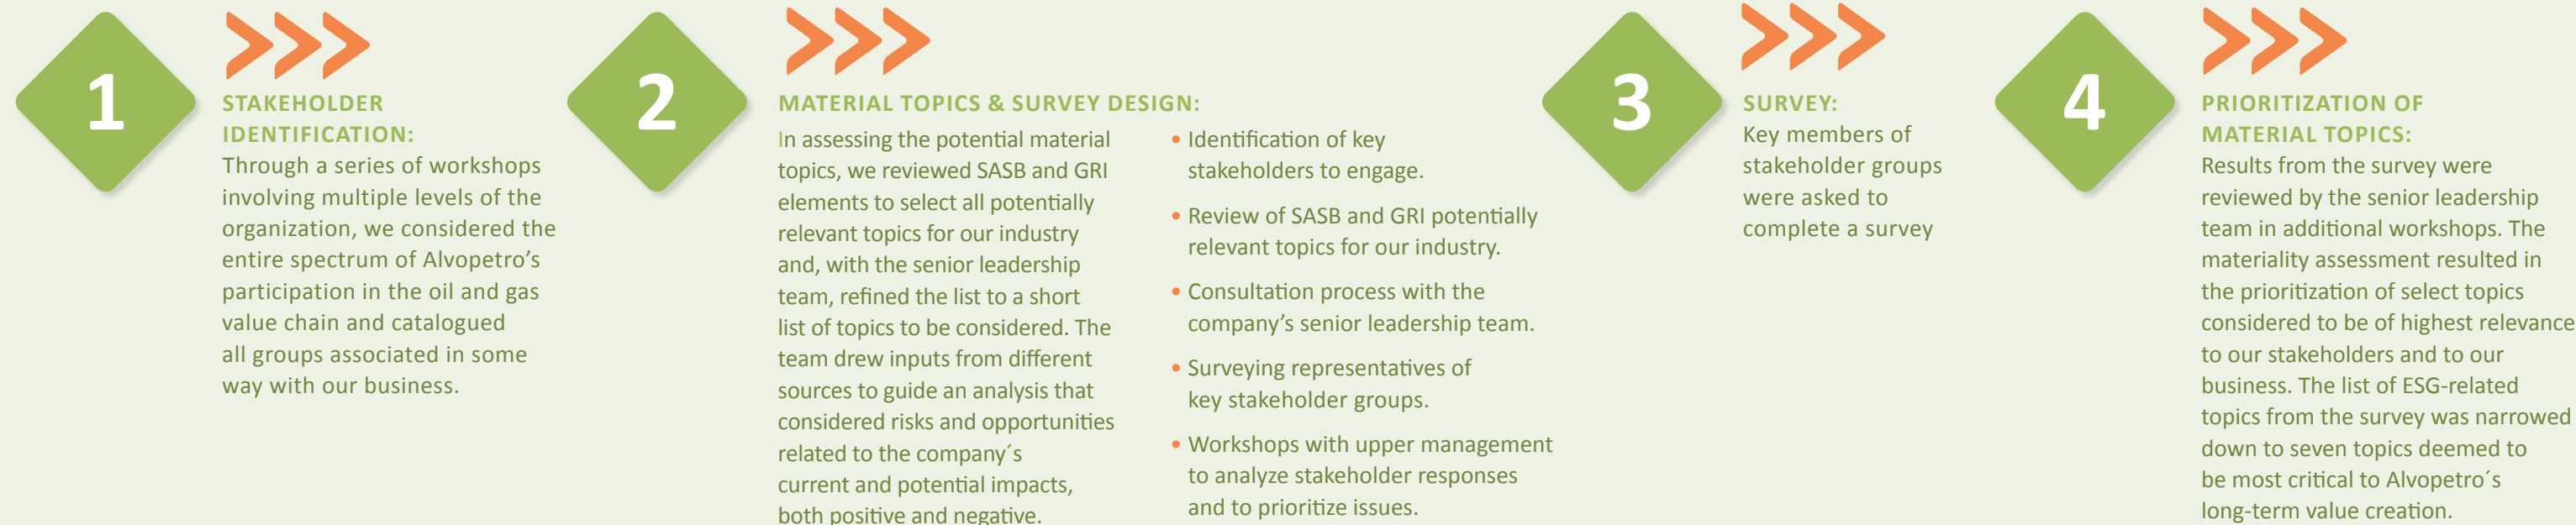 1
STAKEHOLDER
IDENTIFICATION:
Through a series of workshops
involving multiple levels of the
organization, we considered the
entire spectrum of Alvopetro’s
participation in the oil and gas
value chain and catalogued
all groups associated in some
way with our business.
2
MATERIAL TOPICS & SURVEY DESIGN:
In assessing the potential material
topics, we reviewed SASB and GRI
elements to select all potentially
relevant topics for our industry
and, with the senior leadership
team, refined the list to a short
list of topics to be considered. The
team drew inputs from different
sources to guide an analysis that
considered risks and opportunities
related to the company´s
current and potential impacts,
both positive and negative.
• Identification of key
stakeholders to engage.
• Review of SASB and GRI potentially
relevant topics for our industry.
• Consultation process with the
company’s senior leadership team.
• Surveying representatives of
key stakeholder groups.
• Workshops with upper management
to analyze stakeholder responses
and to prioritize issues.
3
SURVEY:
Key members of
stakeholder groups
were asked to
complete a survey
4
PRIORITIZATION OF
MATERIAL TOPICS:
Results from the survey were
reviewed by the senior leadership
team in additional workshops. The
materiality assessment resulted in
the prioritization of select topics
considered to be of highest relevance
to our stakeholders and to our
business. The list of ESG-related
topics from the survey was narrowed
down to seven topics deemed to
be most critical to Alvopetro´s
long-term value creation.